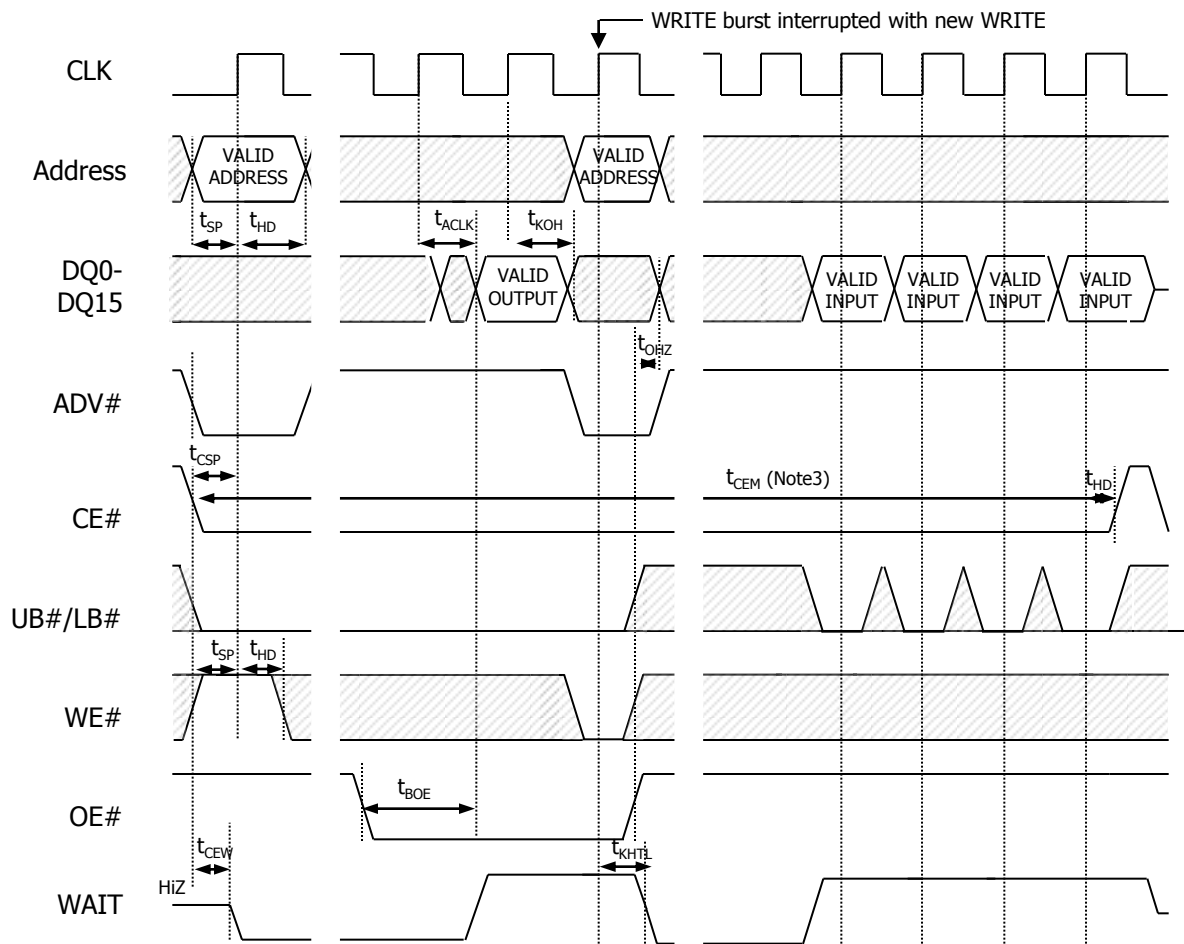 WRITE burst interrupted with new WRITE
CLK
Address
VALID
ADDRESS
VALID
ADDRESS
tSP
tHD
tACLK
tKOH
DQ0-
DQ15
VALID
OUTPUT
VALID
INPUT
VALID
INPUT
VALID
INPUT
VALID
INPUT
tOHZ
ADV#
tCSP
tCEM (Note3)
tHD
CE#
UB#/LB#
tSP
tHD
WE#
tBOE
OE#
tCEW
tKHTL
HiZ
WAIT